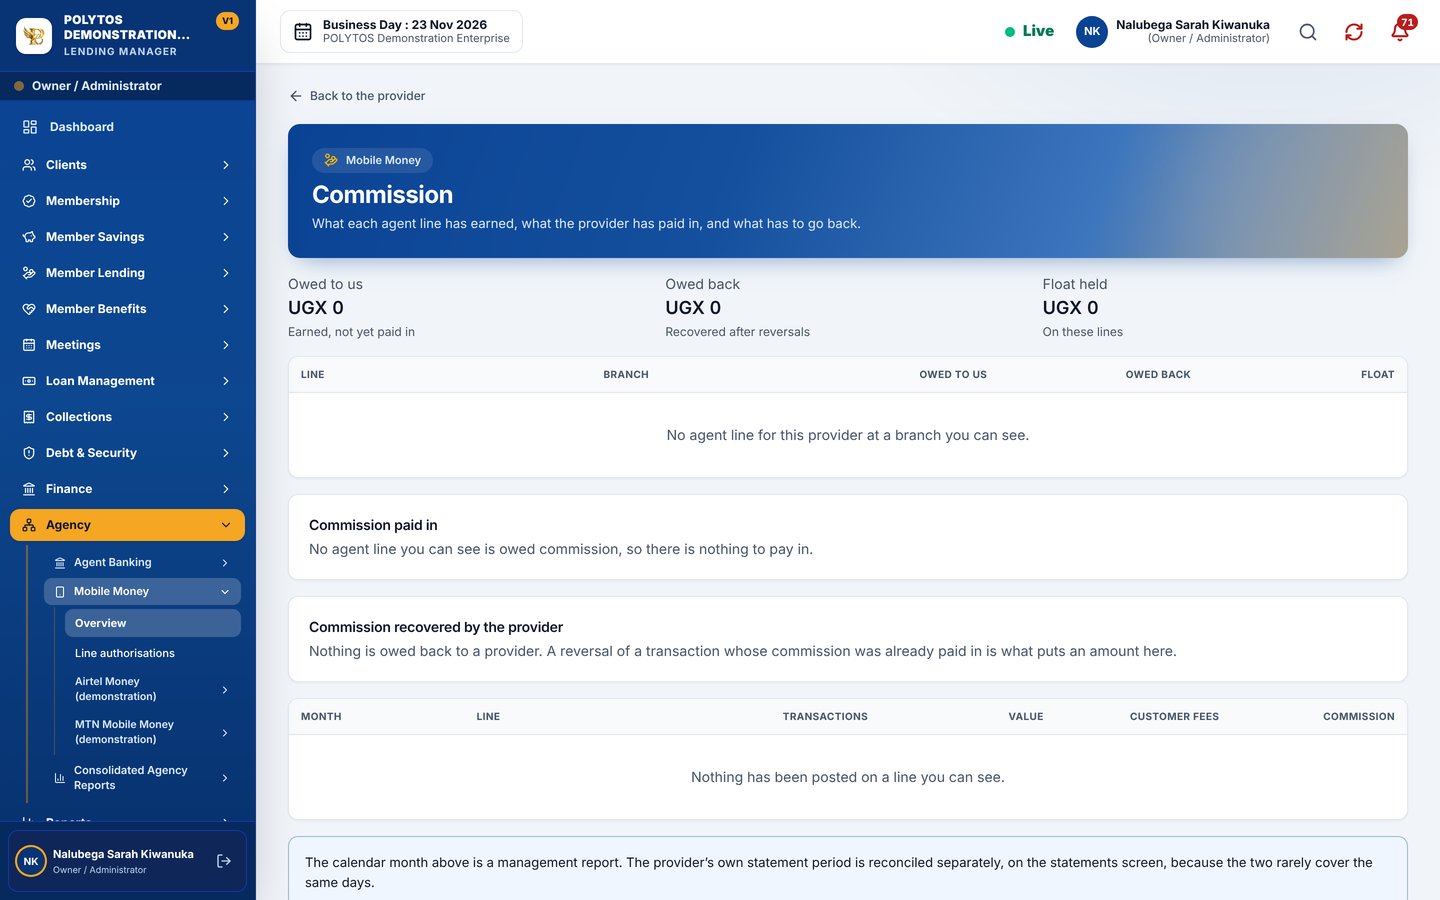 POLYTOS
DEMONSTRATION...
LENDING MANAGER
V1
Owner / Administrator
Dashboard
Clients
Membership
Member Savings
Member Lending
Member Benefits
Meetings
Loan Management
Collections
Debt & Security
Finance
Agency
Agent Banking
Mobile Money
Overview
Line authorisations
Airtel Money
(demonstration)
MTN Mobile Money
(demonstration)
Consolidated Agency
Reports
NK
Nalubega Sarah Kiwanuka
Owner / Administrator
Business Day : 23 Nov 2026
POLYTOS Demonstration Enterprise
Live
NK
Nalubega Sarah Kiwanuka
(Owner / Administrator)
71
Back to the provider
Mobile Money
Commission
What each agent line has earned, what the provider has paid in, and what has to go back.
Owed to us
UGX 0
Earned, not yet paid in
Owed back
UGX 0
Recovered after reversals
Float held
UGX 0
On these lines
LINE BRANCH OWED TO US OWED BACK FLOAT
No agent line for this provider at a branch you can see.
Commission paid in
No agent line you can see is owed commission, so there is nothing to pay in.
Commission recovered by the provider
Nothing is owed back to a provider. A reversal of a transaction whose commission was already paid in is what puts an amount here.
MONTH LINE TRANSACTIONS VALUE CUSTOMER FEES COMMISSION
Nothing has been posted on a line you can see.
The calendar month above is a management report. The provider's own statement period is reconciled separately, on the statements screen, because the two rarely cover the
same days.